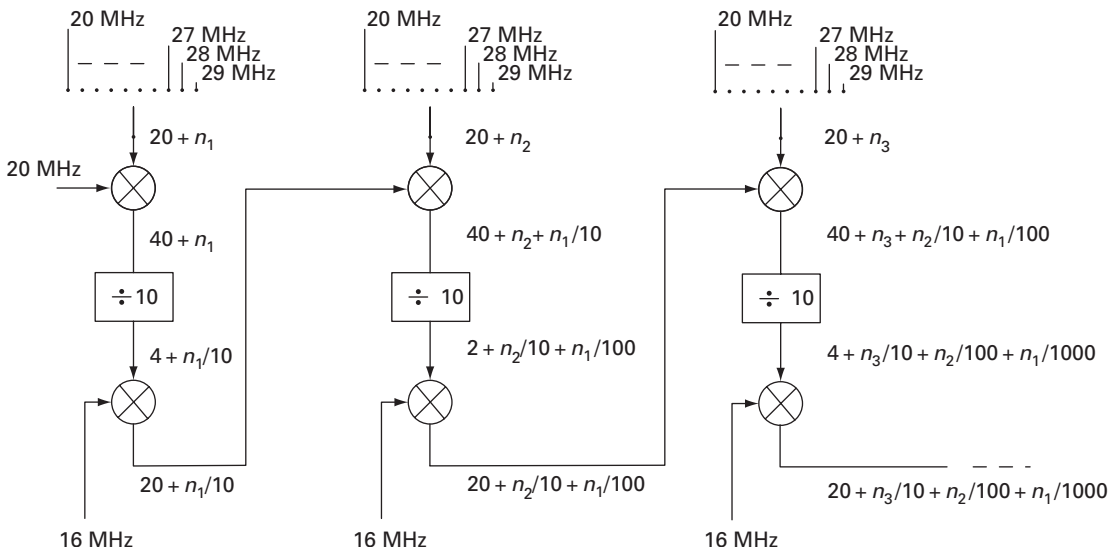 20 MHz 20 MHz 20 MHz
27 MHz 27 MHz 27 MHz
28 MHz 28 MHz 28 MHz
29 MHz 29 MHz 29 MHz
20 + n₁ 20 + n₂ 20 + n₃
20 MHz
40 + n₁ 40 + n₂ + n₁/10 40 + n₃ + n₂/10 + n₁/100
÷ 10 ÷ 10 ÷ 10
4 + n₁/10 2 + n₂/10 + n₁/100 4 + n₃/10 + n₂/100 + n₁/1000
20 + n₁/10 20 + n₂/10 + n₁/100 20 + n₃/10 + n₂/100 + n₁/1000
16 MHz 16 MHz 16 MHz